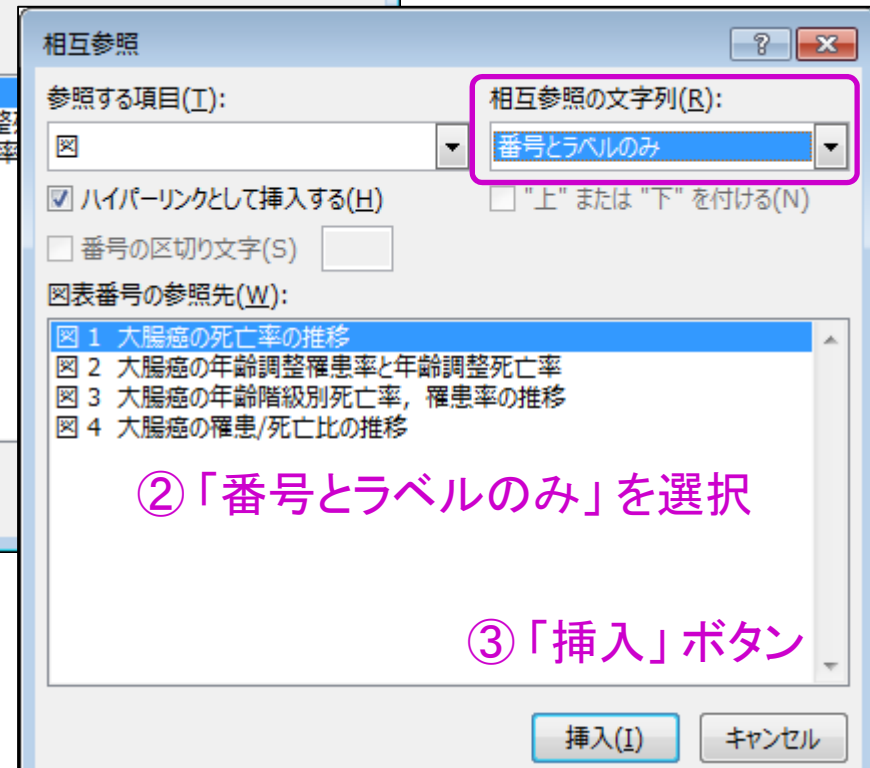 相互参照
参照する項目(T): 相互参照の文字列(R):
図 番号とラベルのみ
ハイパーリンクとして挿入する(H) "上" または "下" を付ける(N)
番号の区切り文字(S)
図表番号の参照先(W):
図 1 大腸癌の死亡率の推移
図 2 大腸癌の年齢調整罹患率と年齢調整死亡率
図 3 大腸癌の年齢階級別死亡率，罹患率の推移
図 4 大腸癌の罹患/死亡比の推移
②「番号とラベルのみ」を選択
③「挿入」ボタン
挿入(I) キャンセル